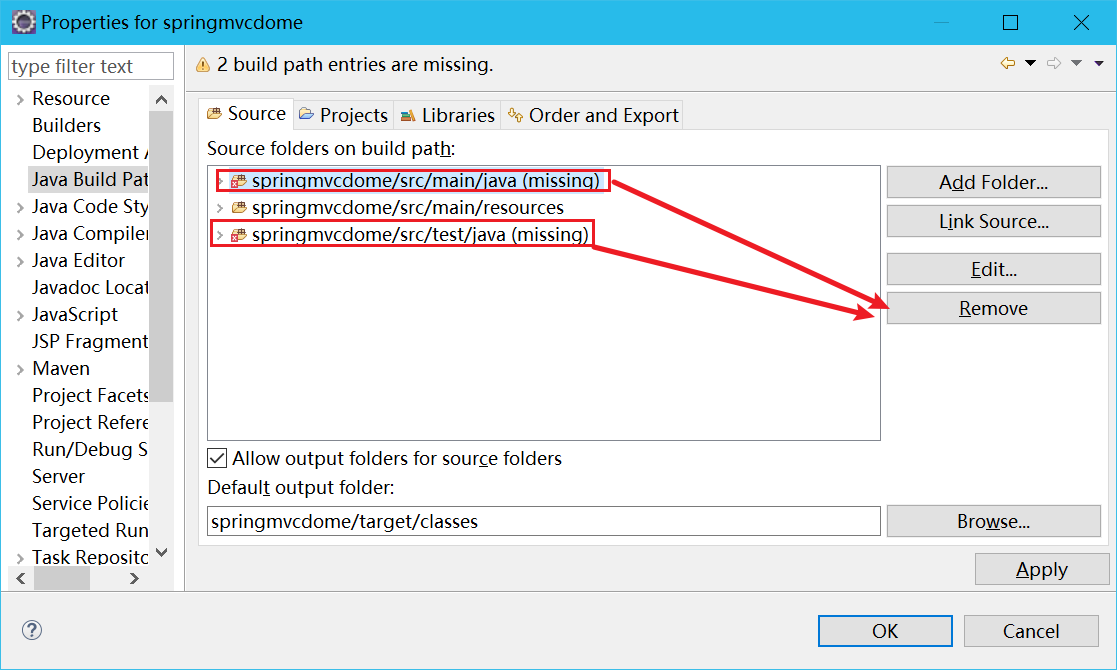 Properties for springmvcdome
type filter text
2 build path entries are missing.
Resource
Builders
Deployment A
Java Build Pat
Java Code Sty
Java Compiler
Java Editor
Javadoc Locat
JavaScript
JSP Fragment
Maven
Project Facets
Project Refere
Run/Debug S
Server
Service Policie
Targeted Run
Task Reposito
Source
Projects
Libraries
Order and Export
Source folders on build path:
springmvcdome/src/main/java (missing)
springmvcdome/src/main/resources
springmvcdome/src/test/java (missing)
Add Folder...
Link Source...
Edit...
Remove
Allow output folders for source folders
Default output folder:
springmvcdome/target/classes
Browse...
Apply
?
OK
Cancel